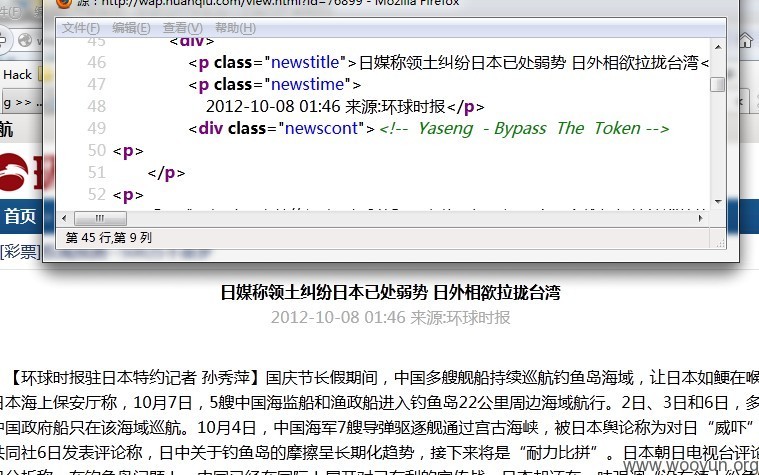 源：http://wap.huanqiu.com/view.html?id=76899 - Mozilla Firefox
文件(F) 编辑(E) 查看(V) 帮助(H)
45 <div>
46 <p class="newstitle">日媒称领土纠纷日本已处弱势 日外相欲拉拢台湾<
47 <p class="newstime">
48 2012-10-08 01:46 来源:环球时报</p>
49 <div class="newscont"><!-- Yaseng - Bypass The Token -->
50 <p>
51 </p>
52 <p>
第 45 行,第 9 列
Hack
g >> ..
航
首页
[彩票]
日媒称领土纠纷日本已处弱势 日外相欲拉拢台湾
2012-10-08 01:46 来源:环球时报
【环球时报驻日本特约记者 孙秀萍】国庆节长假期间，中国多艘舰船持续巡航钓鱼岛海域，让日本如鲠在喉
日本海上保安厅称，10月7日，5艘中国海监船和渔政船进入钓鱼岛22公里周边海域航行。2日、3日和6日，多
中国政府船只在该海域巡航。10月4日，中国海军7艘导弹驱逐舰通过宫古海峡，被日本舆论称为对日“威吓”
共同社6日发表评论称，日中关于钓鱼岛的摩擦呈长期化趋势，接下来将是“耐力比拼”。日本朝日电视台评论
www.wooyun.org